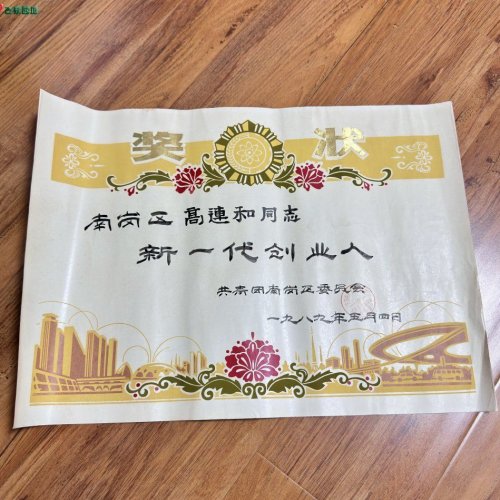 奖状
南岗区高連和同志
新一代创业人
共青团南岗区委员会
一九八九年五月四日